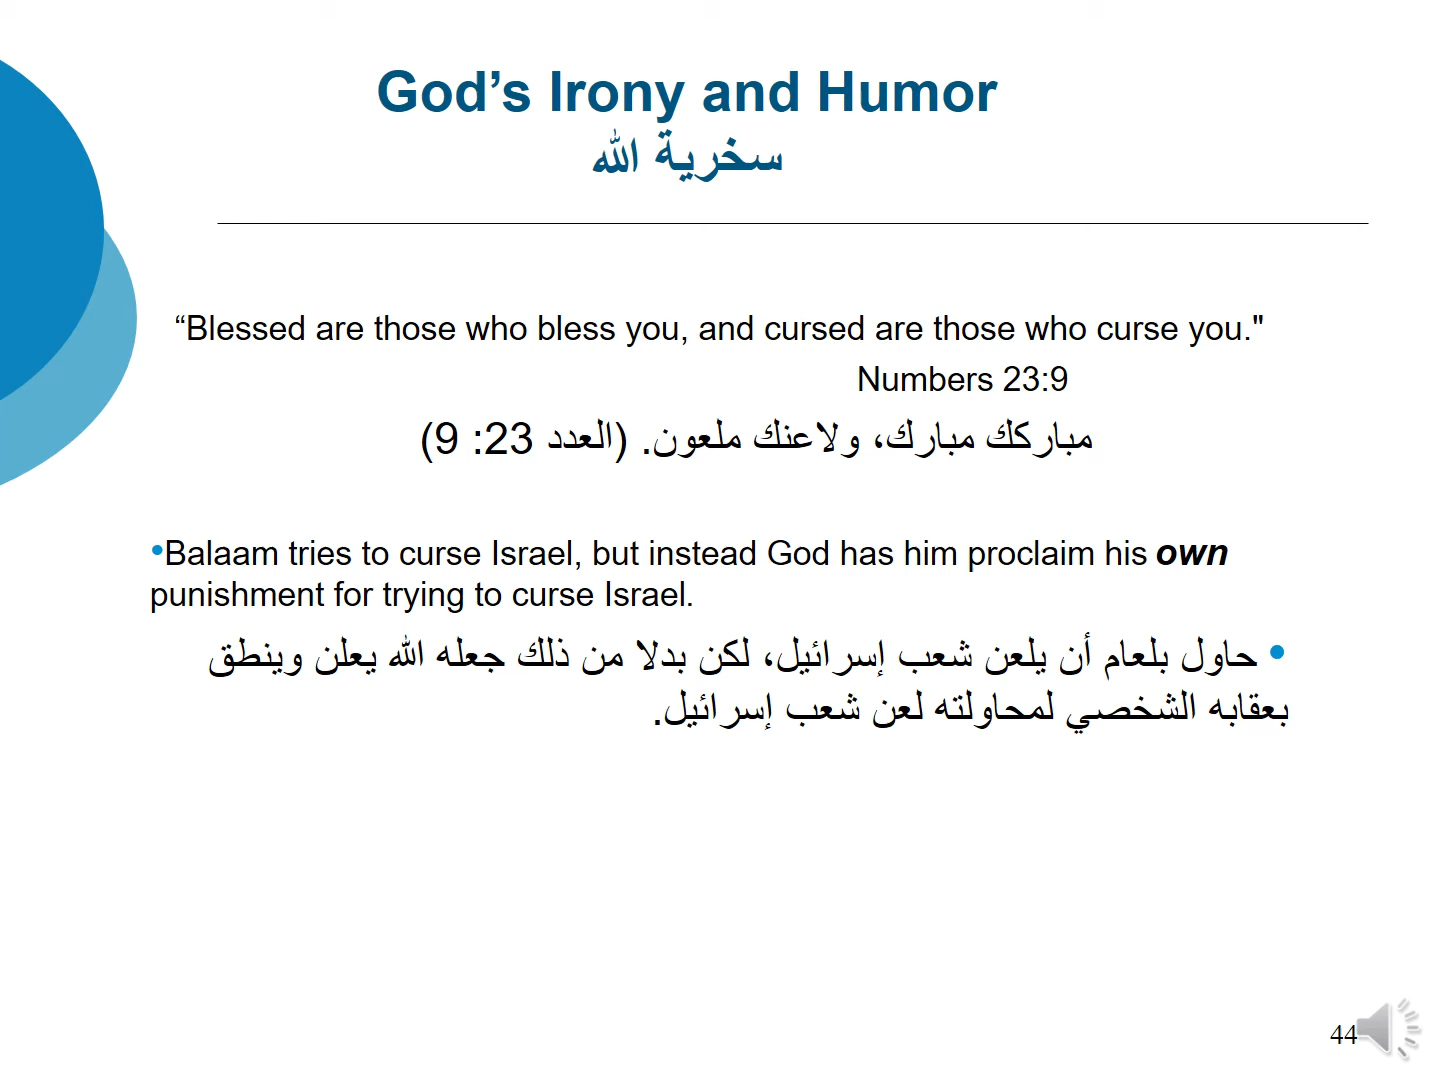 God’s Irony and Humor
سخرية الله
“Blessed are those who bless you, and cursed are those who curse you."
Numbers 23:9
مباركك مبارك، ولاعنك ملعون. (العدد 23: 9)
•Balaam tries to curse Israel, but instead God has him proclaim his own
punishment for trying to curse Israel.
• حاول بلعام أن يلعن شعب إسرائيل، لكن بدلا من ذلك جعله الله يعلن وينطق
بعقابه الشخصي لمحاولته لعن شعب إسرائيل.
44